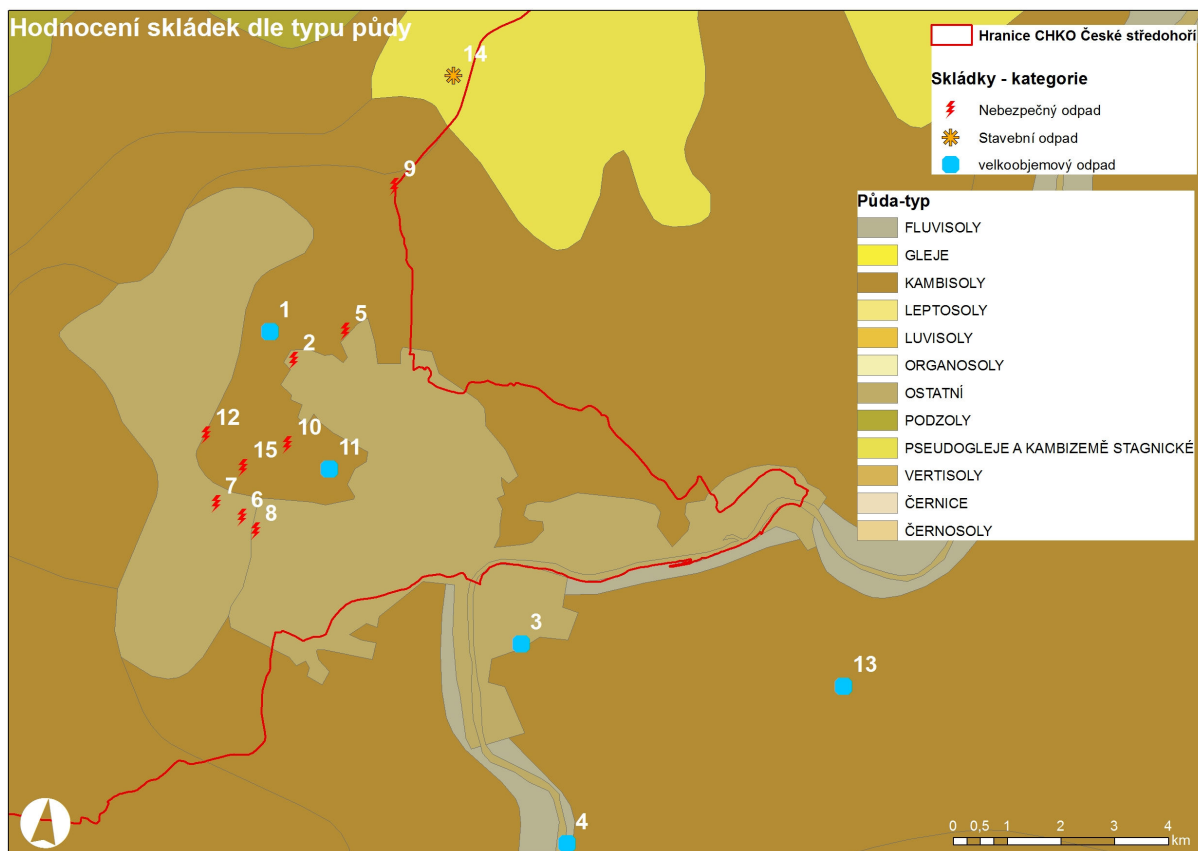 Hodnocení skládek dle typu půdy
Hranice CHKO České středohoří
Skládky - kategorie
Nebezpečný odpad
Stavební odpad
velkoobjemový odpad
Půda-typ
FLUVISOLY
GLEJE
KAMBISOLY
LEPTOSOLY
LUVISOLY
ORGANOSOLY
OSTATNÍ
PODZOLY
PSEUDOGLEJE A KAMBIZEMĚ STAGNICKÉ
VERTISOLY
ČERNICE
ČERNOSOLY
14
9
1
5
2
12
10
15
11
7
6
8
3
13
4
0 0,5 1 2 3 4
km